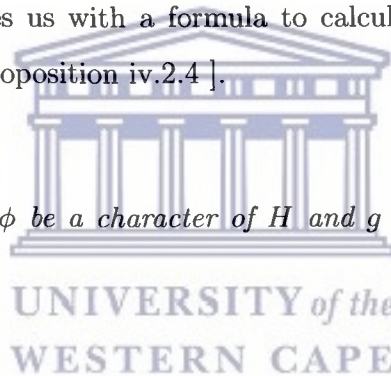 es us with a formula to calcul
oposition iv.2.4 ].
ϕ be a character of H and g
UNIVERSITY of the
WESTERN CAPE